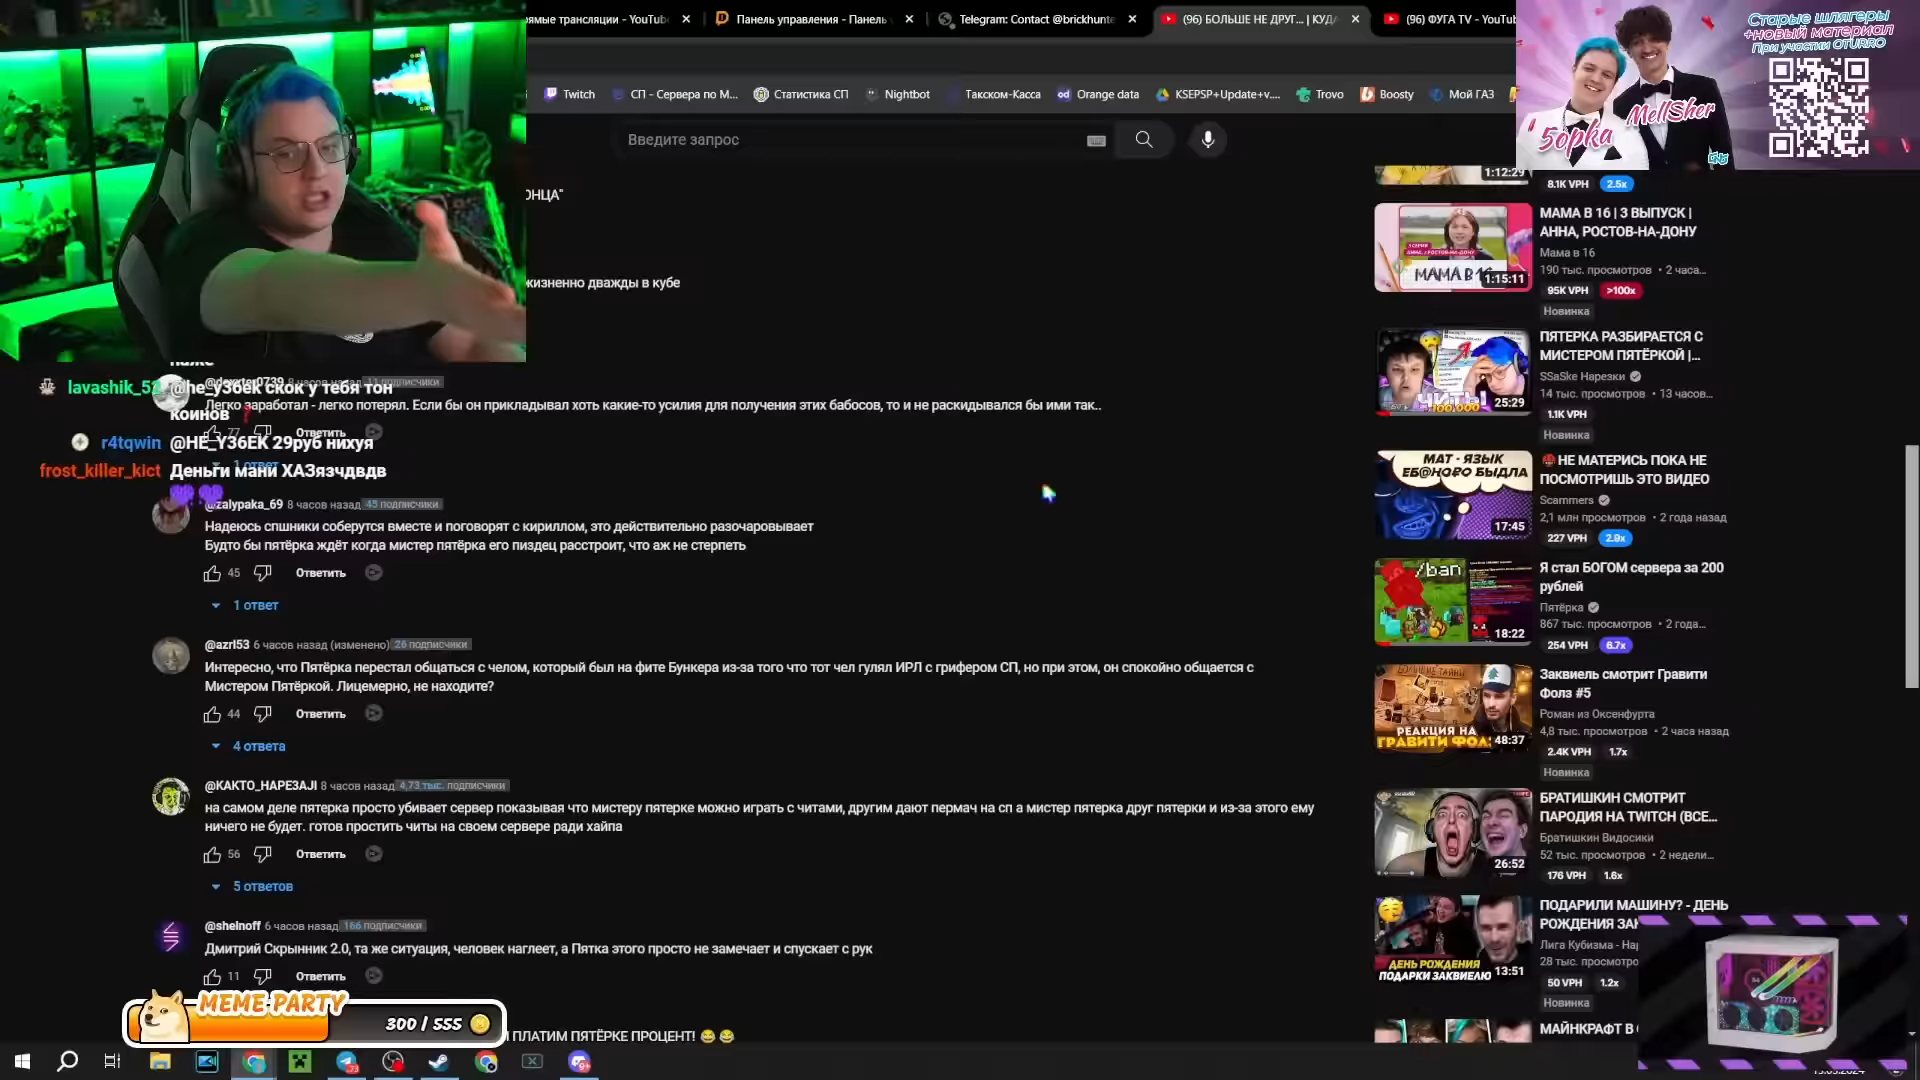 рямые трансляции - YouTub
Панель управления - Панель
Telegram: Contact @brickhunte
(96) БОЛЬШЕ НЕ ДРУГ... | КУДА
(96) ФУГА TV - YouTub
Старые шлягеры
+новый материал
При участии OTURRO
5opka
MellSher
Twitch
СП - Сервера по М...
Статистика СП
Nightbot
Такском-Касса
Orange data
KSEPSP+Update+v....
Trovo
Boosty
Мой ГАЗ
Введите запрос
ОНЦА"
жизненно дважды в кубе
lavashik_52
@he_y36ek скок у тебя тон
коинов
r4tqwin @HE_Y36EK 29руб нихуя
frost_killer_kict Деньги мани ХАЗязчдвдв
8 часов назад 11 подписчики
Легко заработал - легко потерял. Если бы он прикладывал хоть какие-то усилия для получения этих бабосов, то и не раскидывался бы ими так..
77 Ответить
1 ответ
@zalypaka_69 8 часов назад 45 подписчики
Надеюсь спшники соберутся вместе и поговорят с кириллом, это действительно разочаровывает
Будто бы пятёрка ждёт когда мистер пятёрка его пиздец расстроит, что аж не стерпеть
45 Ответить
1 ответ
@azrl53 6 часов назад (изменено) 26 подписчики
Интересно, что Пятёрка перестал общаться с челом, который был на фите Бункера из-за того что тот чел гулял ИРЛ с грифером СП, но при этом, он спокойно общается с
Мистером Пятёркой. Лицемерно, не находите?
44 Ответить
4 ответа
@KAKTO_HAPE3AJI 8 часов назад 4,73 тыс. подписчики
на самом деле пятерка просто убивает сервер показывая что мистеру пятерке можно играть с читами, другим дают пермач на сп а мистер пятерка друг пятерки и из-за этого ему
ничего не будет. готов простить читы на своем сервере ради хайпа
56 Ответить
5 ответов
@shelnoff 6 часов назад 166 подписчики
Дмитрий Скрынник 2.0, та же ситуация, человек наглеет, а Пятка этого просто не замечает и спускает с рук
11 Ответить
MEME PARTY
300 / 555
ПЛАТИМ ПЯТЁРКЕ ПРОЦЕНТ! 😂 😂
1:12:29
8.1K VPH 2.5x
МАМА В 16
1:15:11
МАМА В 16 | 3 ВЫПУСК |
АННА, РОСТОВ-НА-ДОНУ
Мама в 16
190 тыс. просмотров • 2 часа...
95K VPH >100x
Новинка
ЧИТЫ
100,000
25:29
ПЯТЕРКА РАЗБИРАЕТСЯ С
МИСТЕРОМ ПЯТЁРКОЙ |...
SSaSke Нарезки
14 тыс. просмотров • 13 часов...
1.1K VPH
Новинка
МАТ - ЯЗЫК
ЕБ@НОГО БЫДЛА
17:45
НЕ МАТЕРИСЬ ПОКА НЕ
ПОСМОТРИШЬ ЭТО ВИДЕО
Scammers
2,1 млн просмотров • 2 года назад
227 VPH 2.9x
/ban
18:22
Я стал БОГОМ сервера за 200
рублей
Пятёрка
867 тыс. просмотров • 2 года...
254 VPH 6.7x
РЕАКЦИЯ НА
ГРАВИТИ ФОЛЗ
48:37
Заквиель смотрит Гравити
Фолз #5
Роман из Оксенфурта
4,8 тыс. просмотров • 2 часа назад
2.4K VPH 1.7x
Новинка
26:52
БРАТИШКИН СМОТРИТ
ПАРОДИЯ НА TWITCH (ВСЕ...
Братишкин Видосики
52 тыс. просмотров • 2 недели...
176 VPH 1.6x
ДЕНЬ РОЖДЕНИЯ
ПОДАРКИ ЗАКВИЕЛЮ
13:51
ПОДАРИЛИ МАШИНУ? - ДЕНЬ
РОЖДЕНИЯ ЗАК
Лига Кубизма - На
28 тыс. просмотро
50 VPH 1.2x
Новинка
МАЙНКРАФТ В